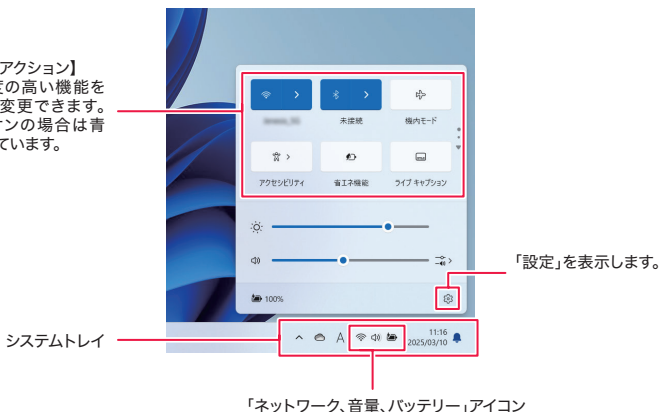 アクション】
度の高い機能を
変更できます。
オンの場合は青
ています。
未接続
機内モード
アクセシビリティ
省エネ機能
ライブ キャプション
「設定」を表示します。
100%
システムトレイ
A
11:16
2025/03/10
「ネットワーク、音量、バッテリー」アイコン